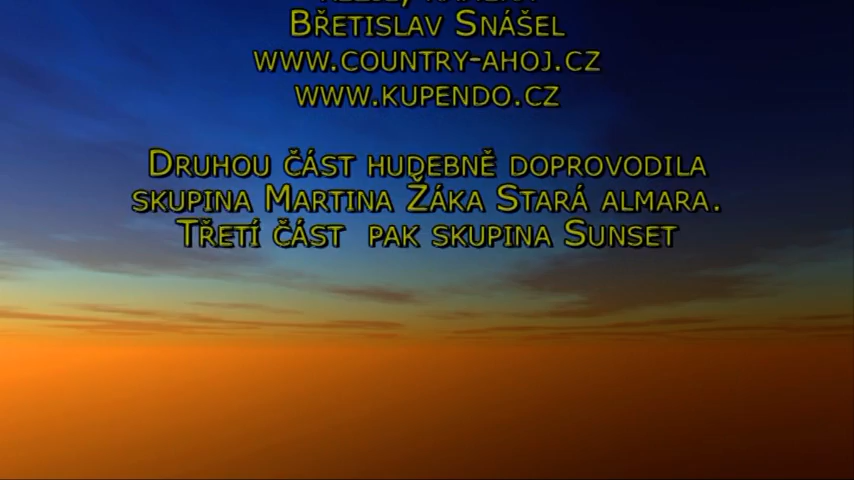 Břetislav Snášel
www.country-ahoj.cz
www.kupendo.cz
Druhou část hudebně doprovodila
skupina Martina Žáka Stará almara.
Třetí část pak skupina Sunset